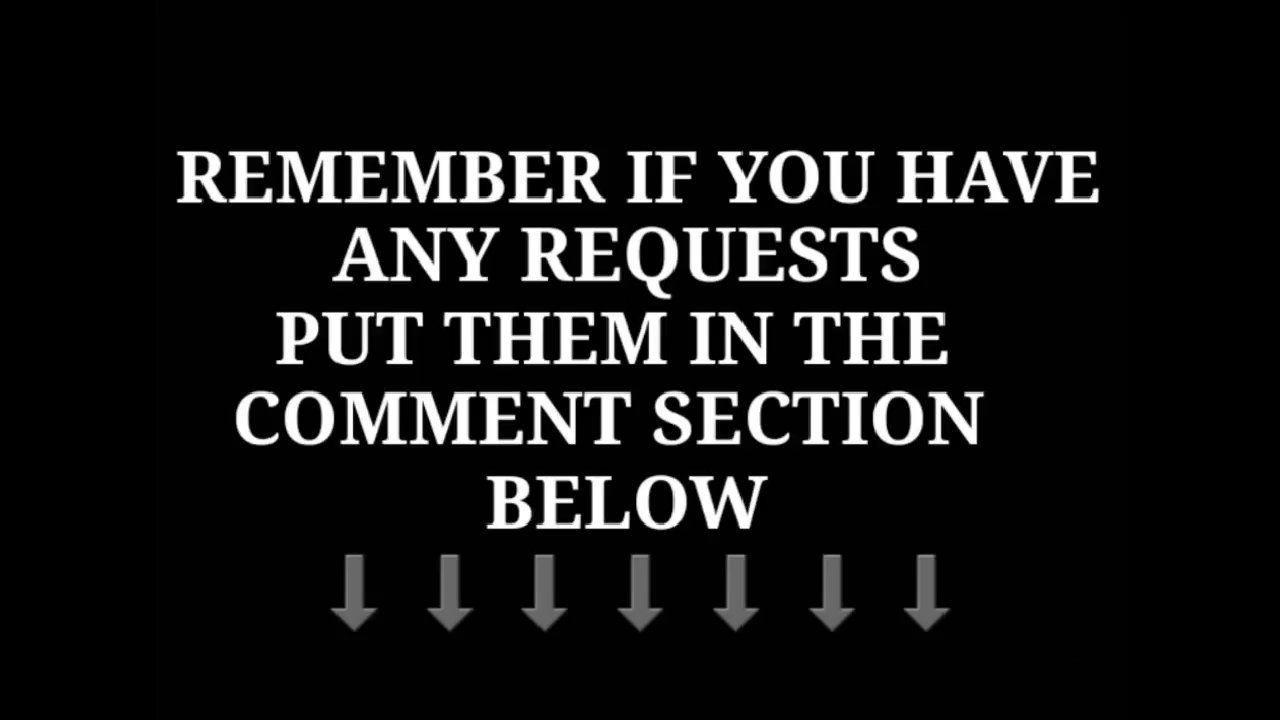 REMEMBER IF YOU HAVE
ANY REQUESTS
PUT THEM IN THE
COMMENT SECTION
BELOW